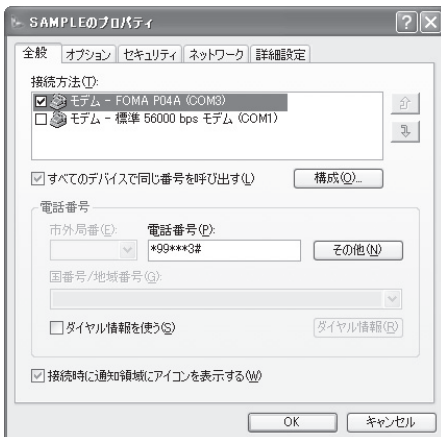 SAMPLEのプロパティ
全般 オプション セキュリティ ネットワーク 詳細設定
接続方法(T):
モデム - FOMA P04A (COM3)
モデム - 標準 56000 bps モデム (COM1)
すべてのデバイスで同じ番号を呼び出す(L) 構成(O)...
電話番号
市外局番(E): 電話番号(P):
*99***3# その他(N)
国番号/地域番号(G):
ダイヤル情報を使う(S) ダイヤル情報(R)
接続時に通知領域にアイコンを表示する(W)
OK キャンセル